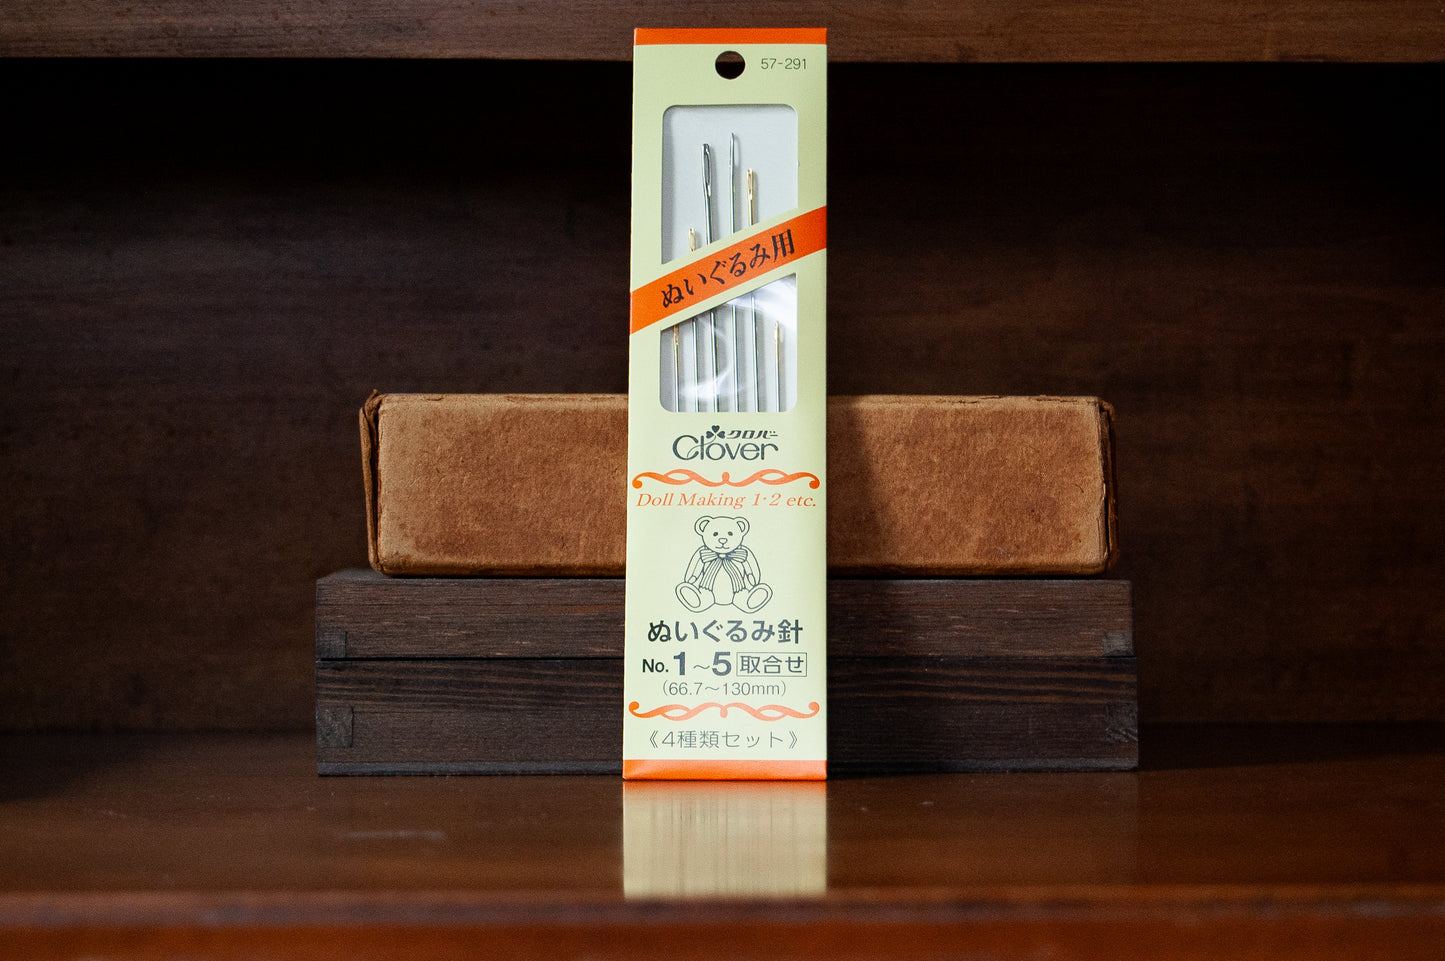 57-291
ぬいぐるみ用
クロバー
Clover
Doll Making 1・2 etc.
ぬいぐるみ針
No.1～5 取合せ
（66.7～130mm）
《4種類セット》